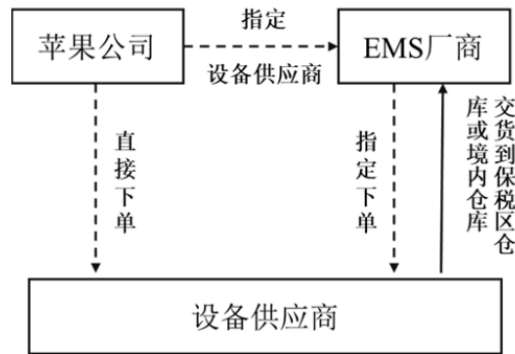 苹果公司
指定
设备供应商
EMS厂商
直接下单
指定下单
交货到保税区仓
库或境内仓库
设备供应商